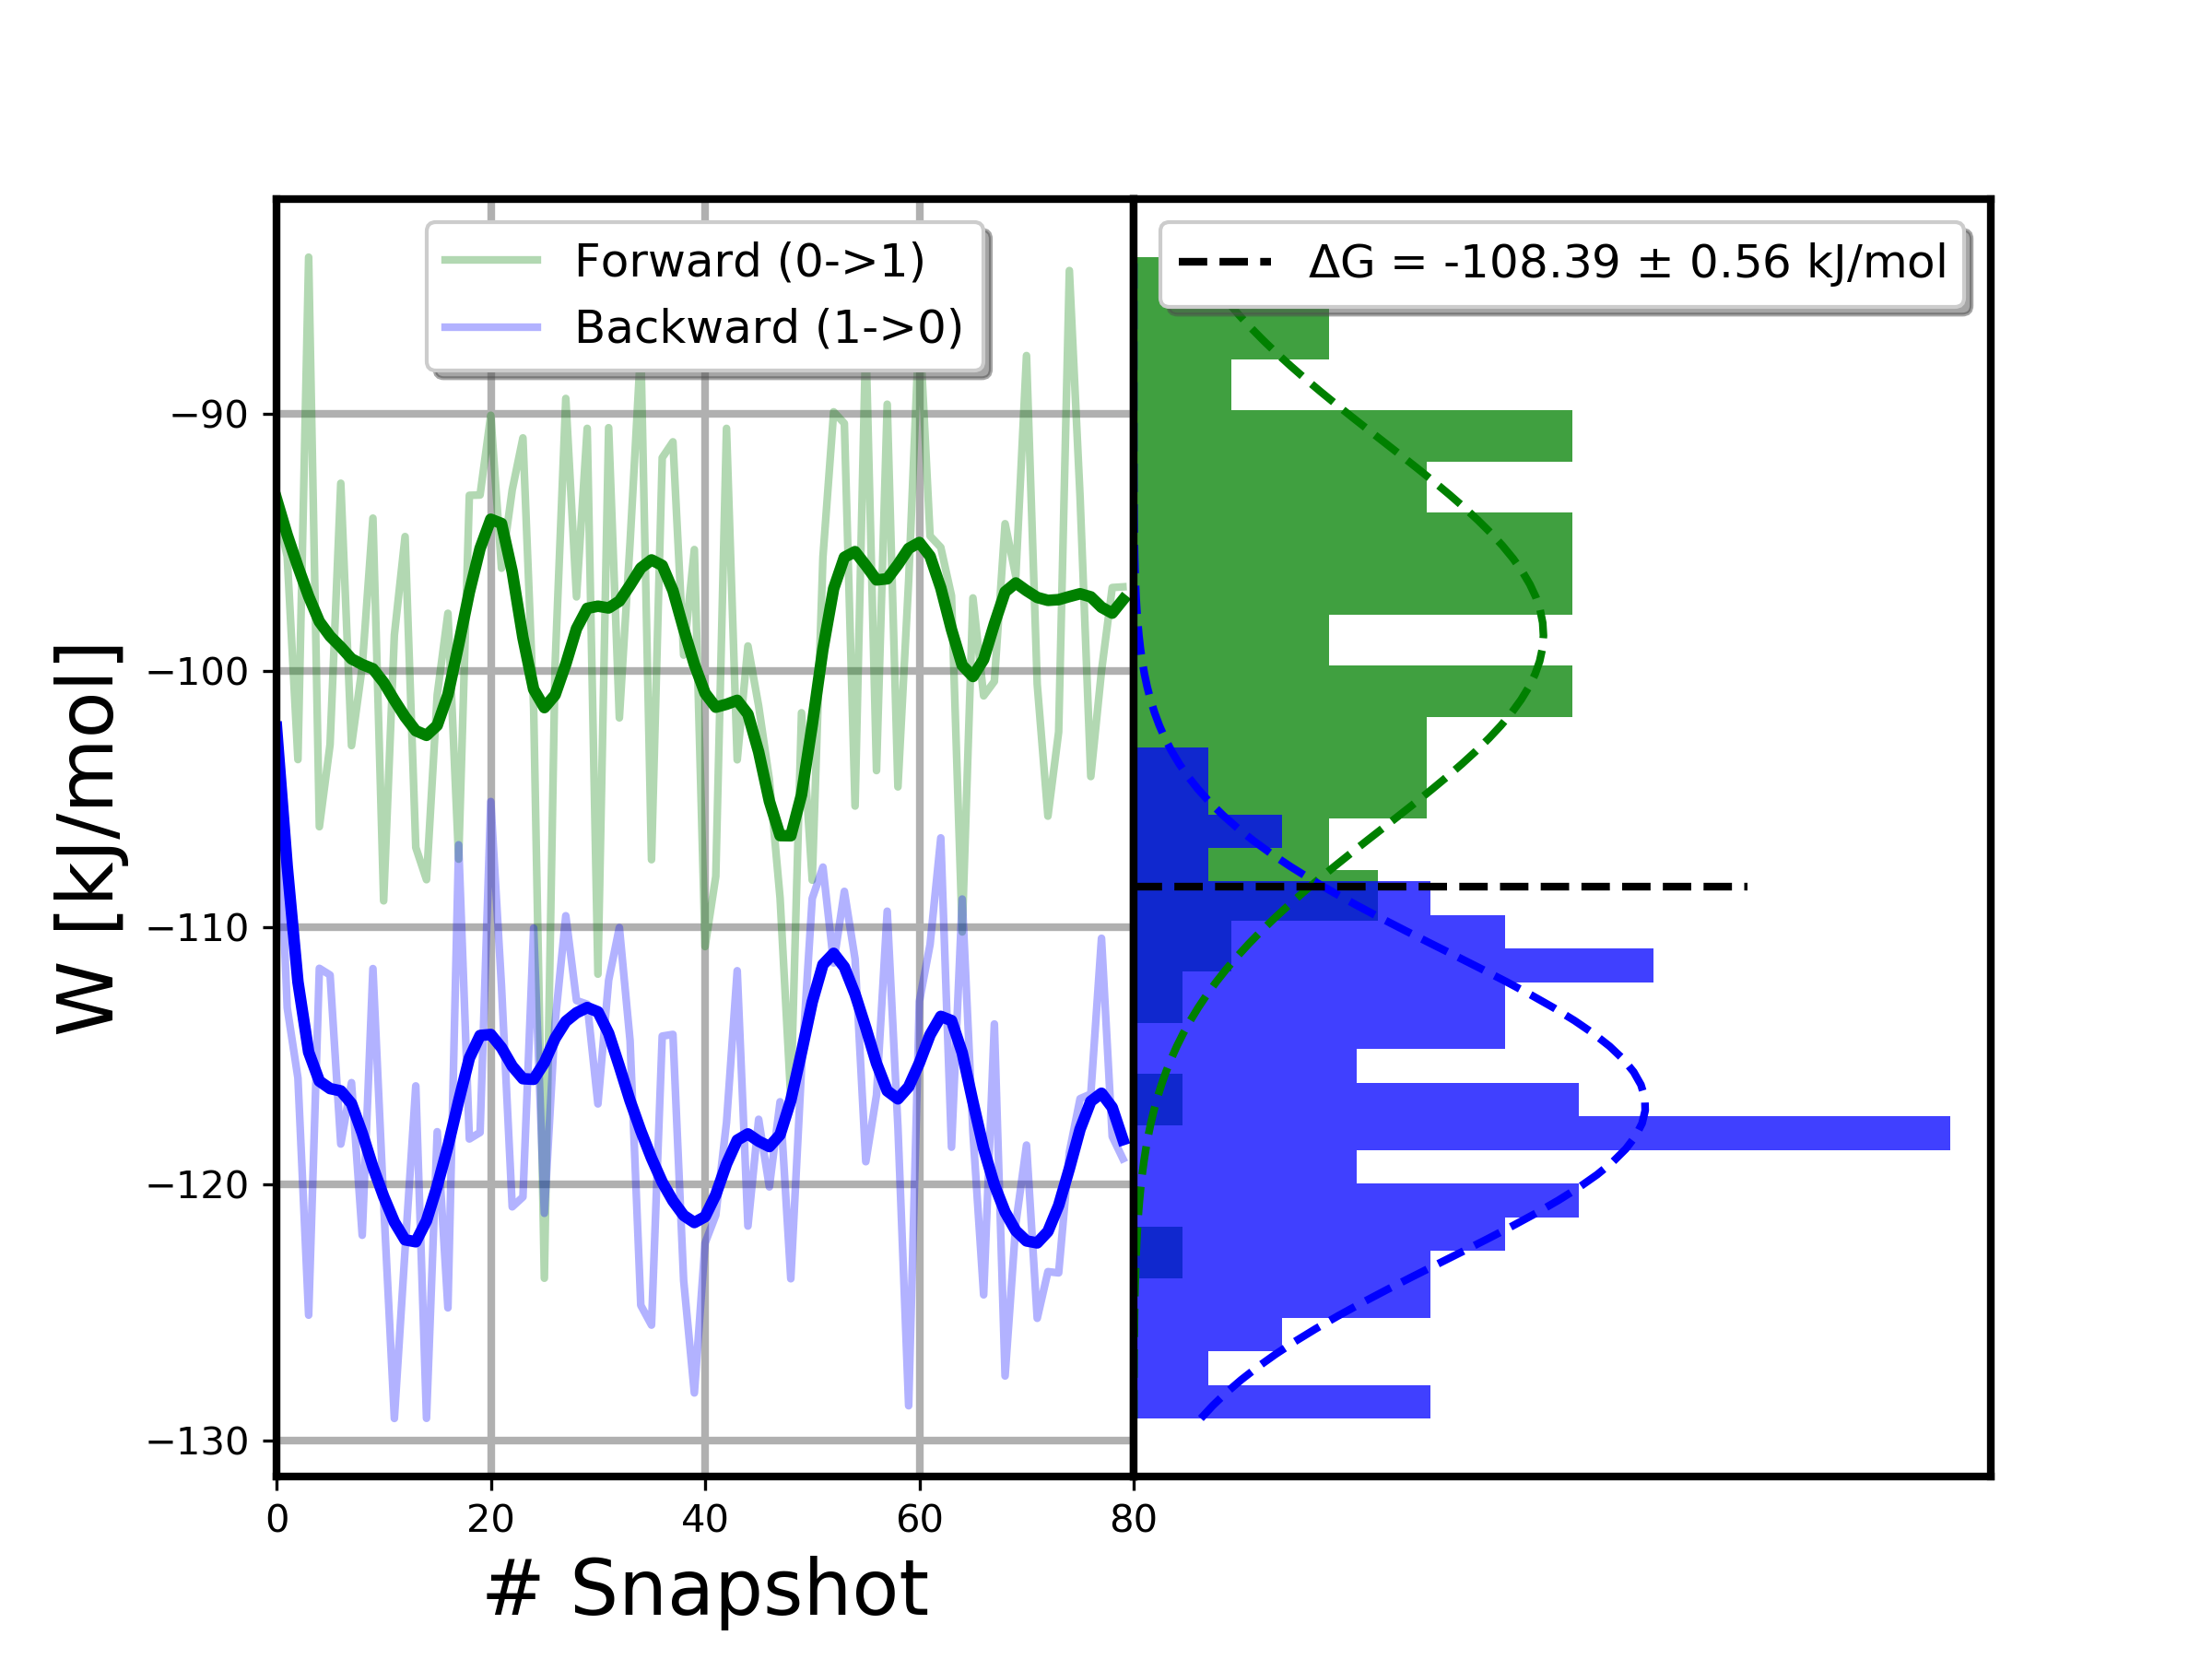 Forward (0->1)
Backward (1->0)
ΔG = -108.39 ± 0.56 kJ/mol
W [kJ/mol]
−90
−100
−110
−120
−130
0 20 40 60 80
# Snapshot